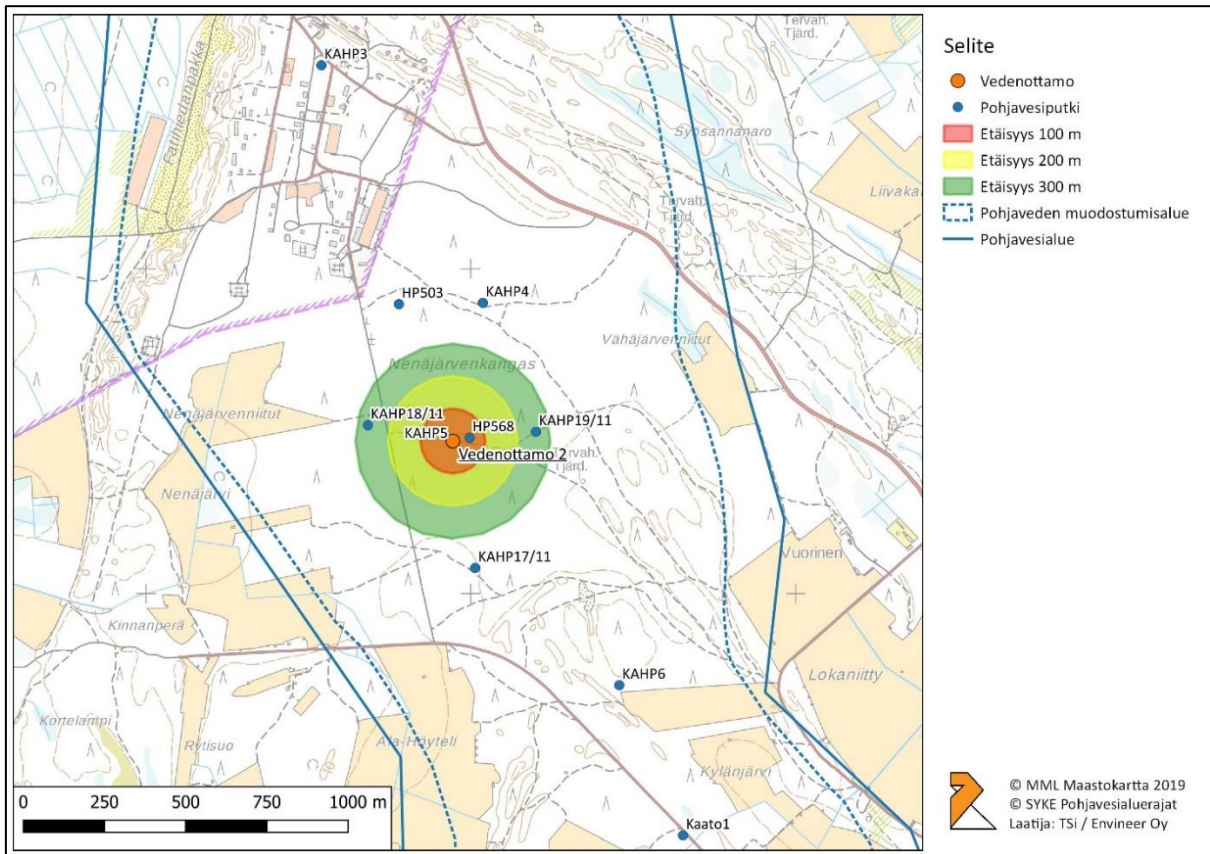 Tervah.
Tjärd.
KAHP3
Fatiniedanpakka
Syösannanaro
Liivaka
Tervah.
Tjärd.
HP503
KAHP4
Vähäjärvenniitut
Nenäjärvenkangas
Nenäjärvenniitut
KAHP18/11
KAHP19/11
KAHP5
HP568
Vedenottamo 2
Tervah.
Tjärd.
Nenäjärvi
KAHP17/11
Vuorinen
Kinnanperä
KAHP6
Lokaniitty
Kortelampi
Rytisuo
Ala-Höyteli
Kylänjärvi
Kaato1
0 250 500 750 1000 m
Selite
Vedenottamo
Pohjavesiputki
Etäisyys 100 m
Etäisyys 200 m
Etäisyys 300 m
Pohjaveden muodostumisalue
Pohjavesialue
© MML Maastokartta 2019
© SYKE Pohjavesialuerajat
Laatija: TSi / Envineer Oy